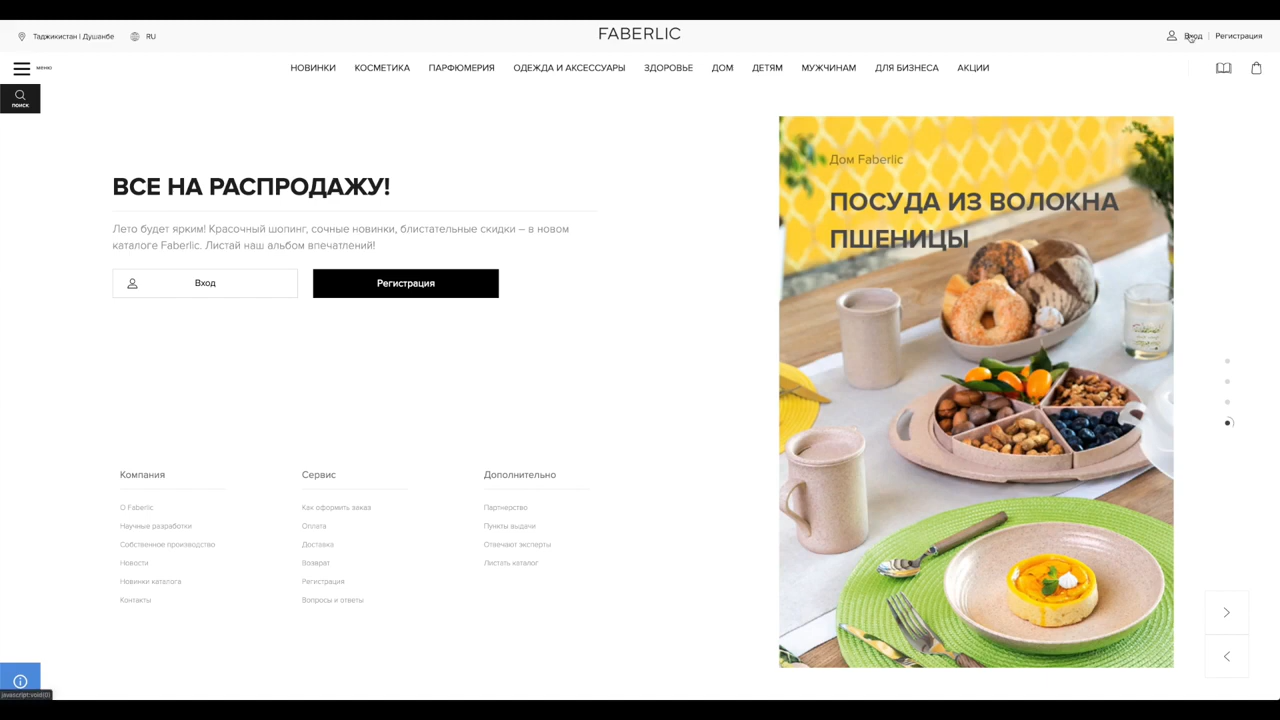 Таджикистан | Душанбе
RU
FABERLIC
Вход | Регистрация
меню
НОВИНКИ КОСМЕТИКА ПАРФЮМЕРИЯ ОДЕЖДА И АКСЕССУАРЫ ЗДОРОВЬЕ ДОМ ДЕТЯМ МУЖЧИНАМ ДЛЯ БИЗНЕСА АКЦИИ
поиск
ВСЕ НА РАСПРОДАЖУ!
Лето будет ярким! Красочный шопинг, сочные новинки, блистательные скидки – в новом
каталоге Faberlic. Листай наш альбом впечатлений!
Вход
Регистрация
Дом Faberlic
ПОСУДА ИЗ ВОЛОКНА
ПШЕНИЦЫ
Компания
О Faberlic
Научные разработки
Собственное производство
Новости
Новинки каталога
Контакты
Сервис
Как оформить заказ
Оплата
Доставка
Возврат
Регистрация
Вопросы и ответы
Дополнительно
Партнерство
Пункты выдачи
Отвечают эксперты
Листать каталог
javascript:void(0)